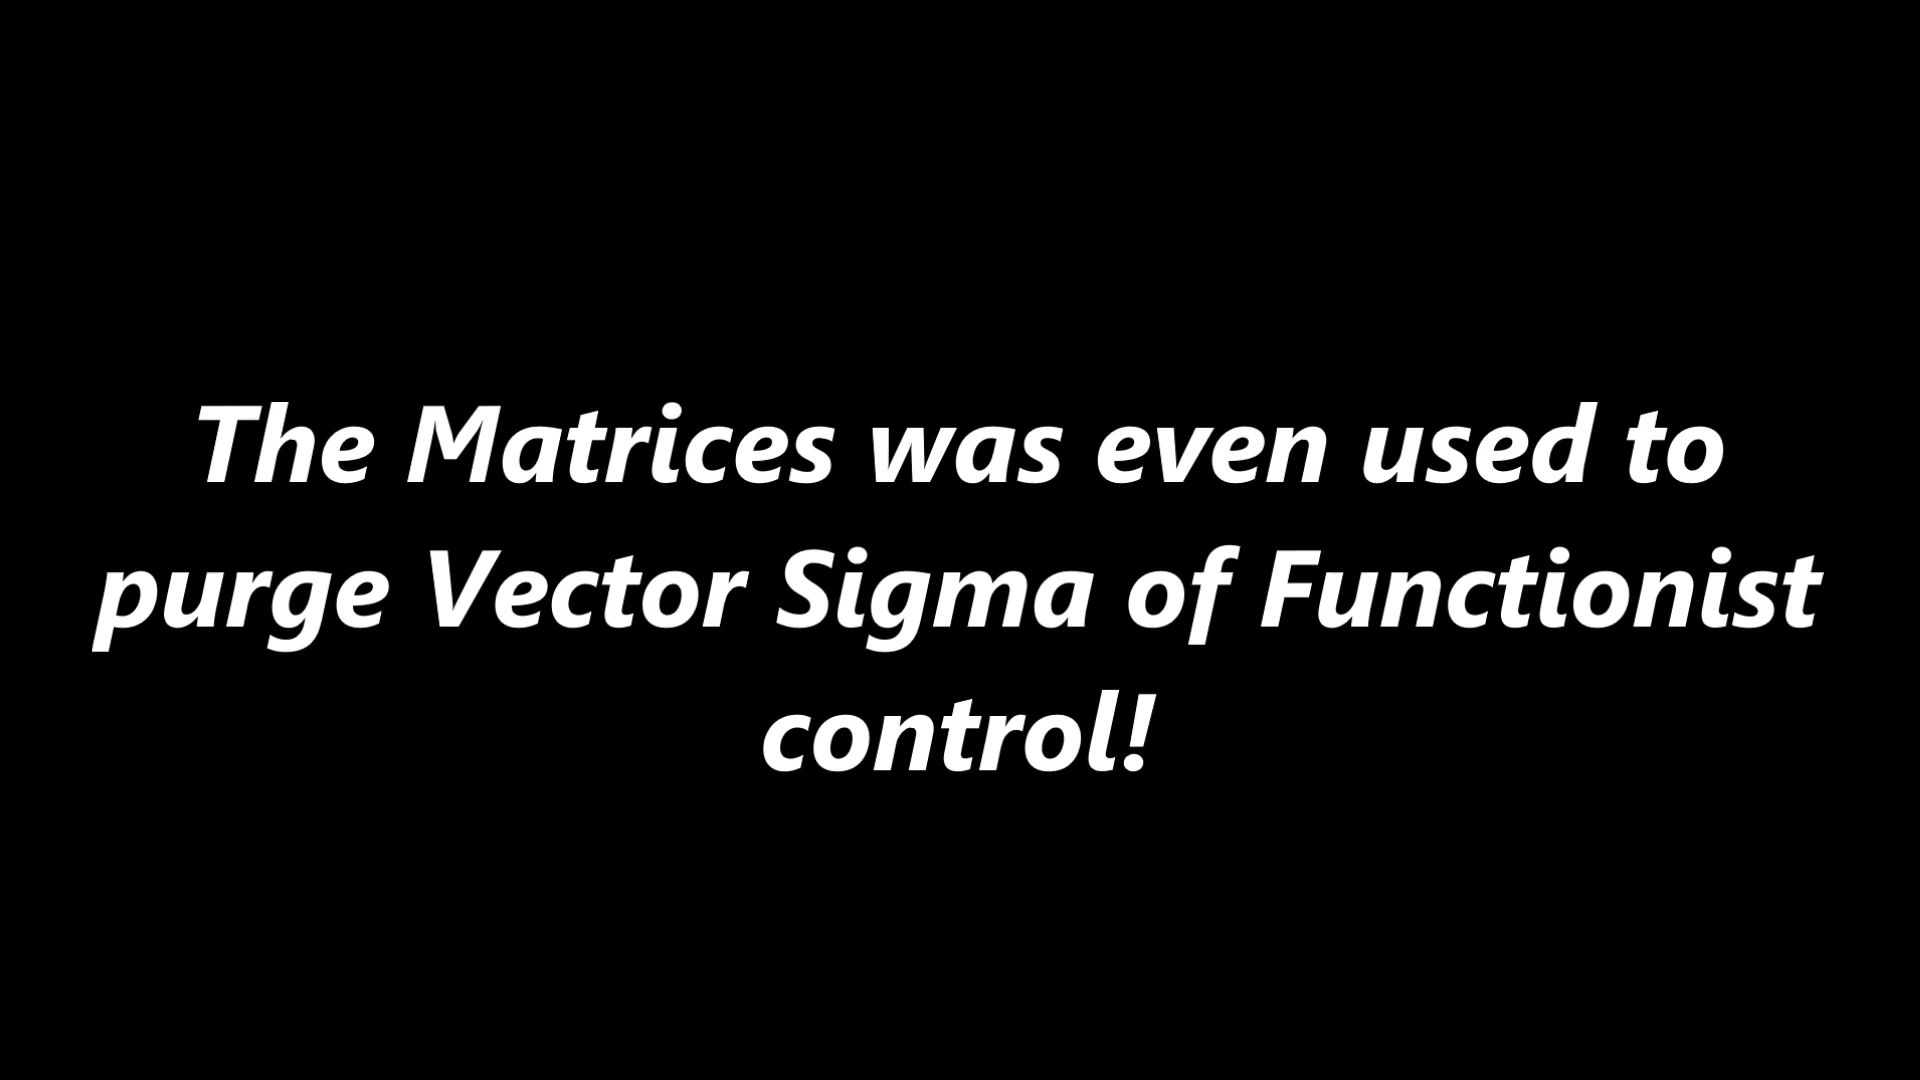 The Matrices was even used to
purge Vector Sigma of Functionist
control!